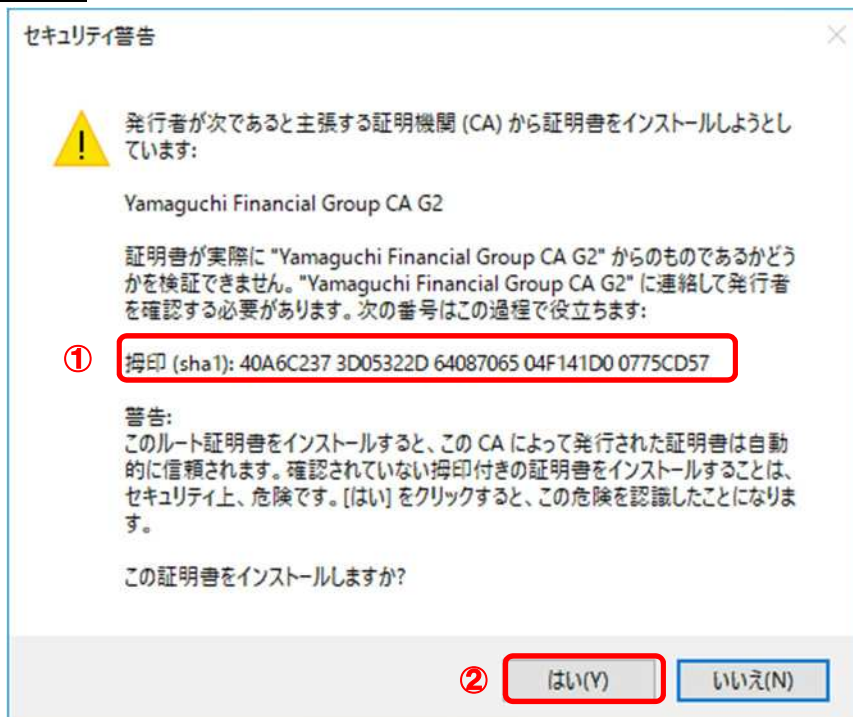 セキュリティ警告
発行者が次であると主張する証明機関 (CA) から証明書をインストールしようとし
ています:
Yamaguchi Financial Group CA G2
証明書が実際に "Yamaguchi Financial Group CA G2" からのものであるかどう
かを検証できません。"Yamaguchi Financial Group CA G2" に連絡して発行者
を確認する必要があります。次の番号はこの過程で役立ちます:
① 拇印 (sha1): 40A6C237 3D05322D 64087065 04F141D0 0775CD57
警告:
このルート証明書をインストールすると、この CA によって発行された証明書は自動
的に信頼されます。確認されていない拇印付きの証明書をインストールすることは、
セキュリティ上、危険です。[はい] をクリックすると、この危険を認識したことになりま
す。
この証明書をインストールしますか?
② はい(Y) いいえ(N)